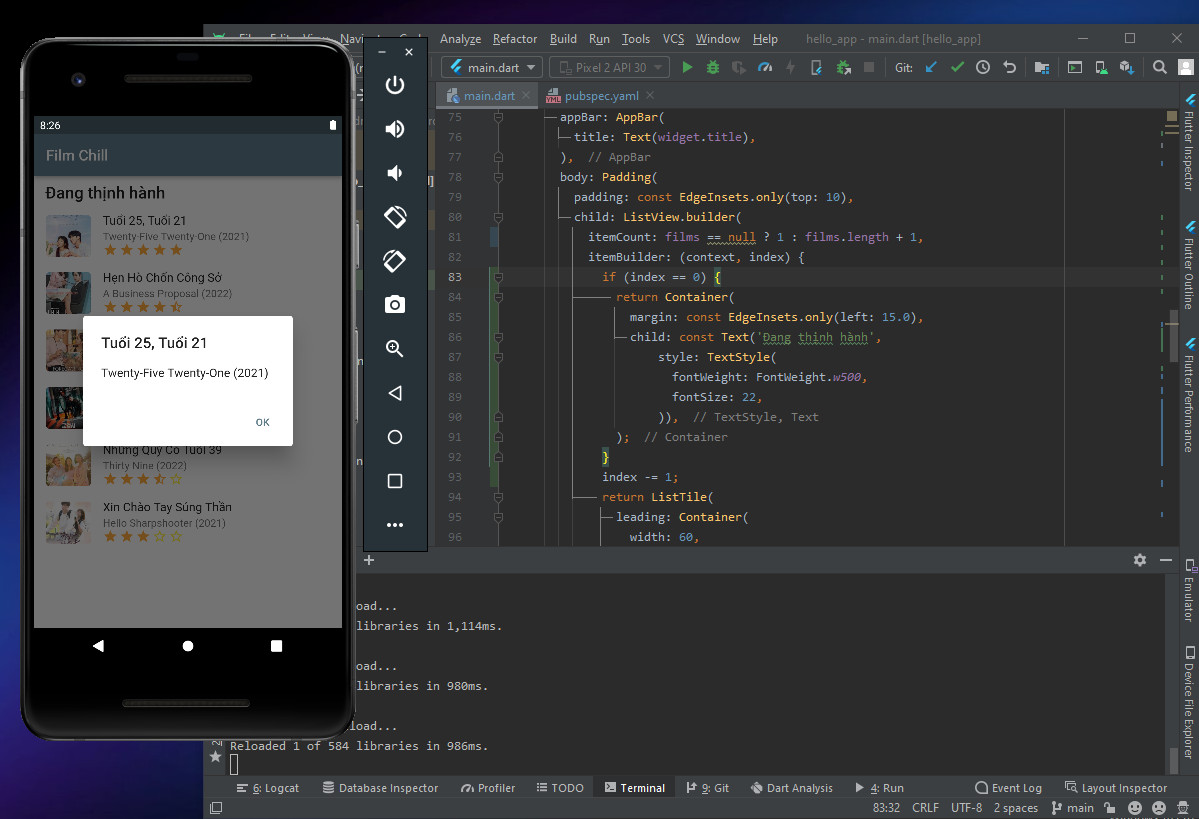 Analyze Refactor Build Run Tools VCS Window Help hello_app - main.dart [hello_app]
main.dart Pixel 2 API 30 Git:
main.dart pubspec.yaml
8:26
Film Chill
Đang thịnh hành
Tuổi 25, Tuổi 21
Twenty-Five Twenty-One (2021)
Hẹn Hò Chốn Công Sở
A Business Proposal (2022)
Tuổi 25, Tuổi 21
Twenty-Five Twenty-One (2021)
OK
Những Quý Cô Tuổi 39
Thirty Nine (2022)
Xin Chào Tay Súng Thần
Hello Sharpshooter (2021)
75 appBar: AppBar(
76 title: Text(widget.title),
77 ), // AppBar
78 body: Padding(
79 padding: const EdgeInsets.only(top: 10),
80 child: ListView.builder(
81 itemCount: films == null ? 1 : films.length + 1,
82 itemBuilder: (context, index) {
83 if (index == 0) {
84 return Container(
85 margin: const EdgeInsets.only(left: 15.0),
86 child: const Text('Đang thịnh hành',
87 style: TextStyle(
88 fontWeight: FontWeight.w500,
89 fontSize: 22,
90 )), // TextStyle, Text
91 ); // Container
92 }
93 index -= 1;
94 return ListTile(
95 leading: Container(
96 width: 60,
Flutter Inspector
Flutter Outline
Flutter Performance
Emulator
Device File Explorer
oad...
libraries in 1,114ms.
oad...
libraries in 980ms.
load...
Reloaded 1 of 584 libraries in 986ms.
6: Logcat Database Inspector Profiler TODO Terminal 9: Git Dart Analysis 4: Run Event Log Layout Inspector
83:32 CRLF UTF-8 2 spaces main